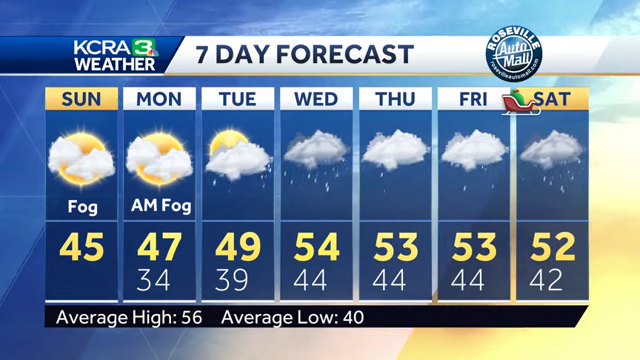 KCRA 3
WEATHER
7 DAY FORECAST
ROSEVILLE
Auto
Mall
rosevilleautomall.com
SUN MON TUE WED THU FRI SAT
Fog AM Fog
45 47 49 54 53 53 52
34 39 44 44 44 42
Average High: 56 Average Low: 40